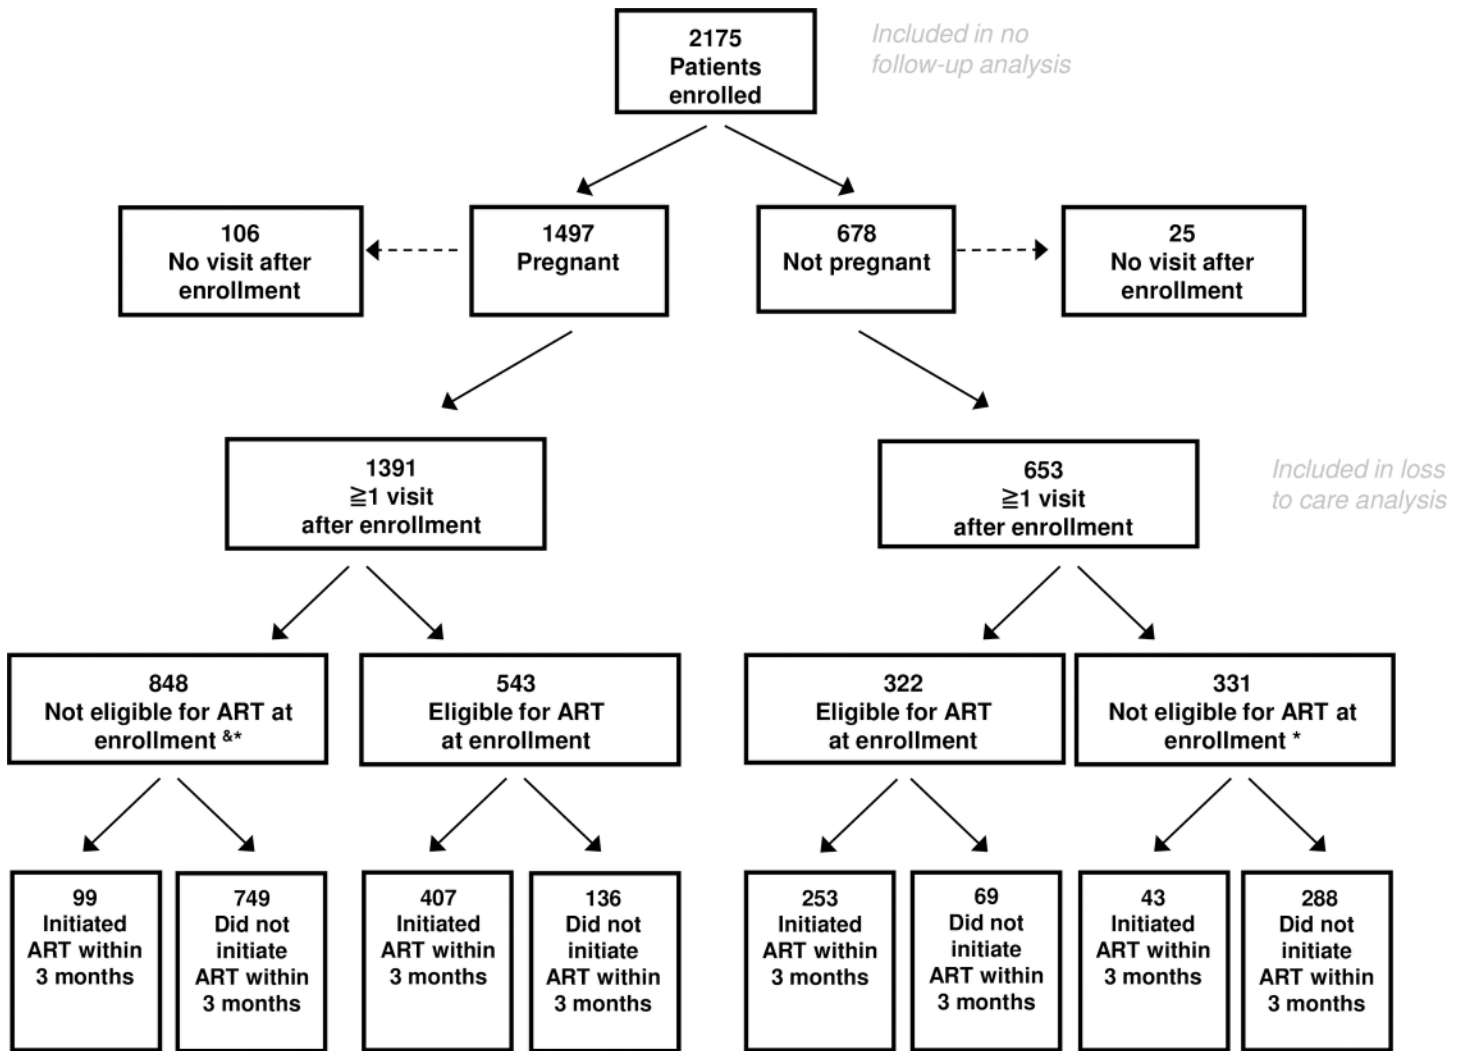 2175
Patients
enrolled
Included in no
follow-up analysis
106
No visit after
enrollment
1497
Pregnant
678
Not pregnant
25
No visit after
enrollment
1391
≧1 visit
after enrollment
653
≧1 visit
after enrollment
Included in loss
to care analysis
848
Not eligible for ART at
enrollment &*
543
Eligible for ART
at enrollment
322
Eligible for ART
at enrollment
331
Not eligible for ART at
enrollment *
99
Initiated
ART within
3 months
749
Did not
initiate
ART within
3 months
407
Initiated
ART within
3 months
136
Did not
initiate
ART within
3 months
253
Initiated
ART within
3 months
69
Did not
initiate
ART within
3 months
43
Initiated
ART within
3 months
288
Did not
initiate
ART within
3 months